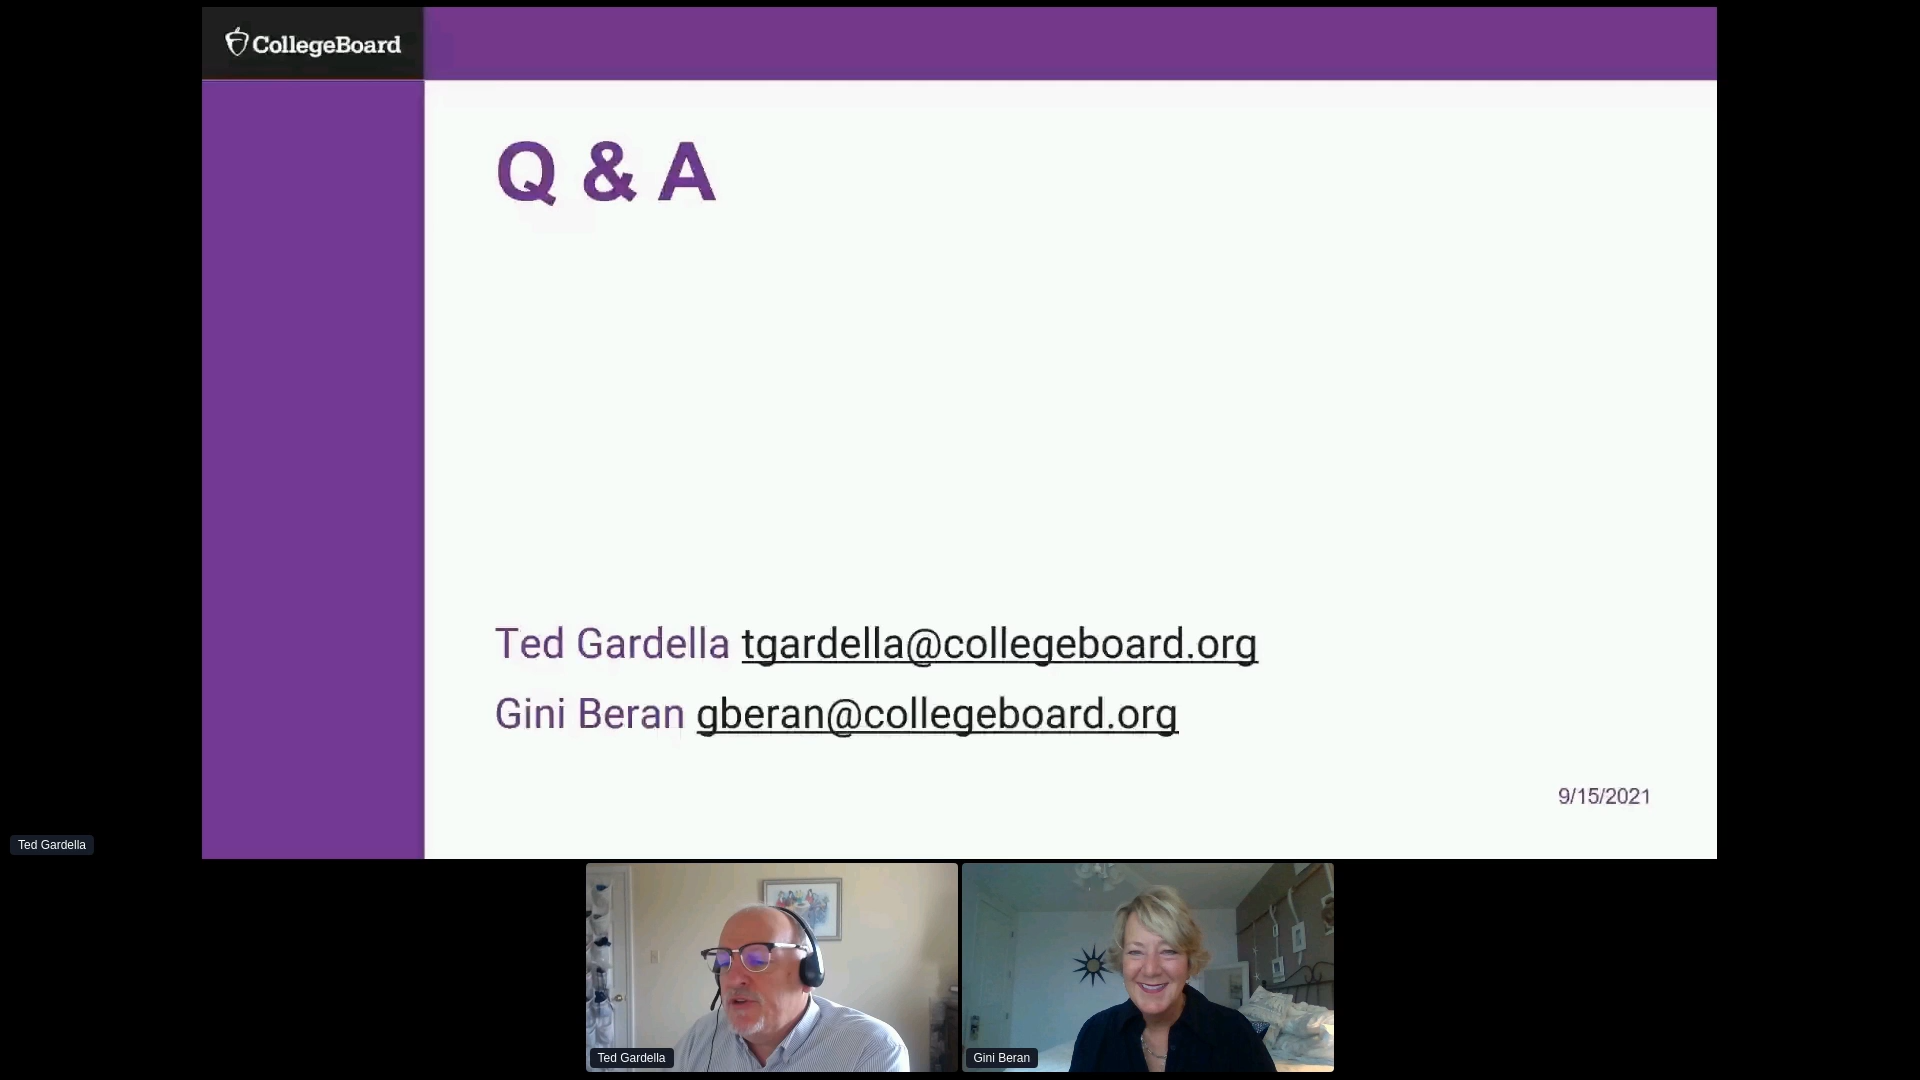 CollegeBoard
Q & A
Ted Gardella tgardella@collegeboard.org
Gini Beran gberan@collegeboard.org
9/15/2021
Ted Gardella
Ted Gardella
Gini Beran